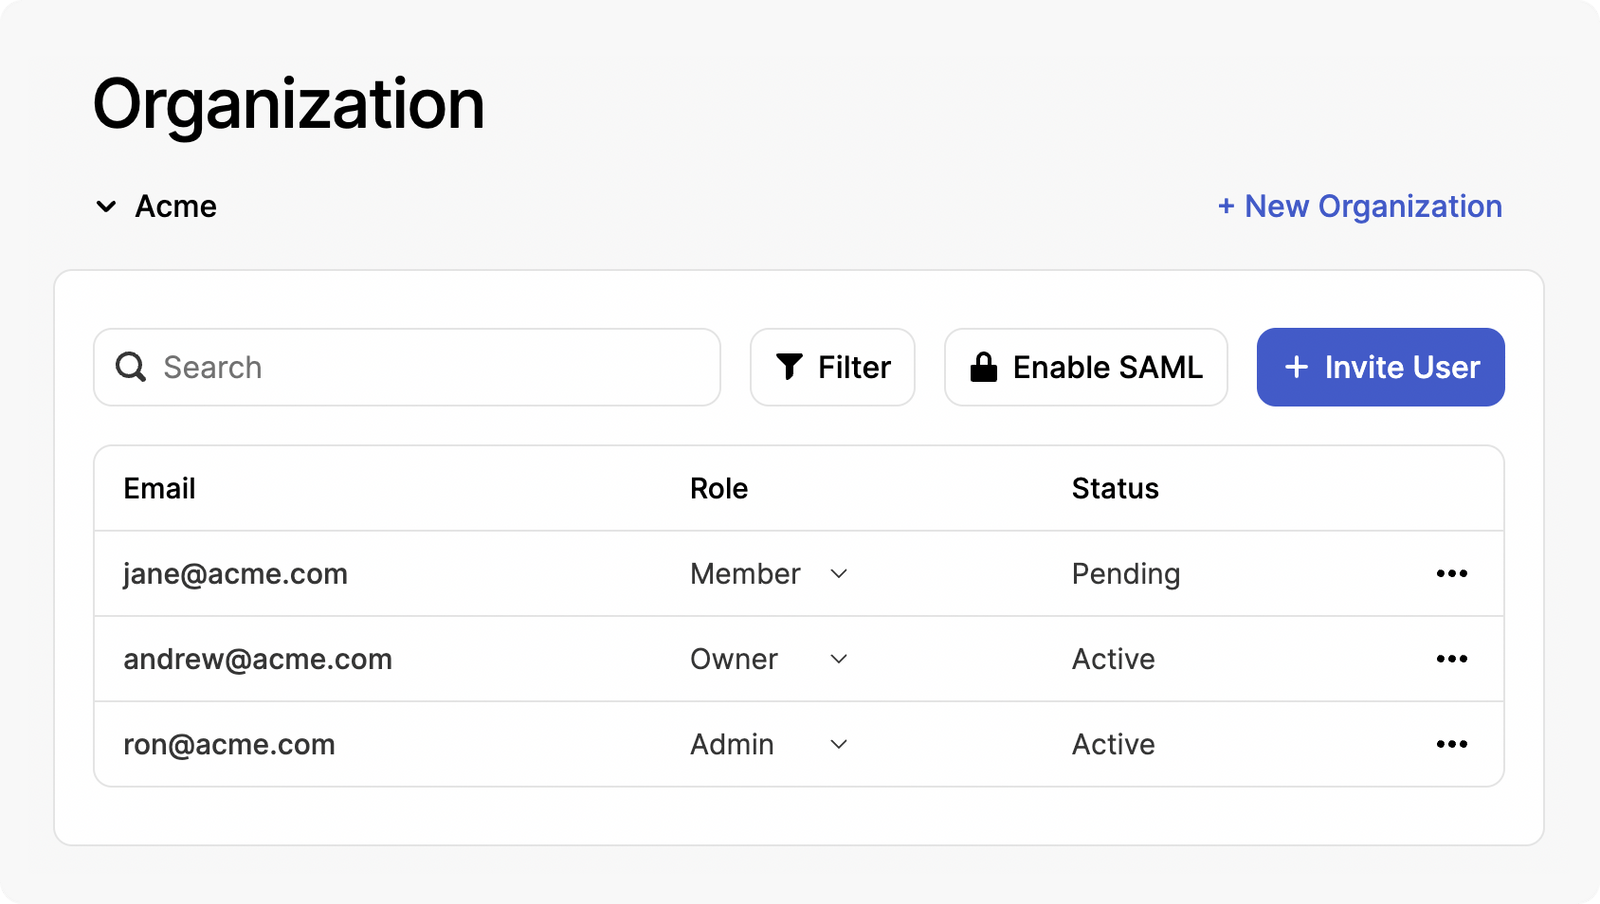 Organization
Acme
+ New Organization
Search
Filter
Enable SAML
+ Invite User
Email Role Status
jane@acme.com Member Pending
andrew@acme.com Owner Active
ron@acme.com Admin Active